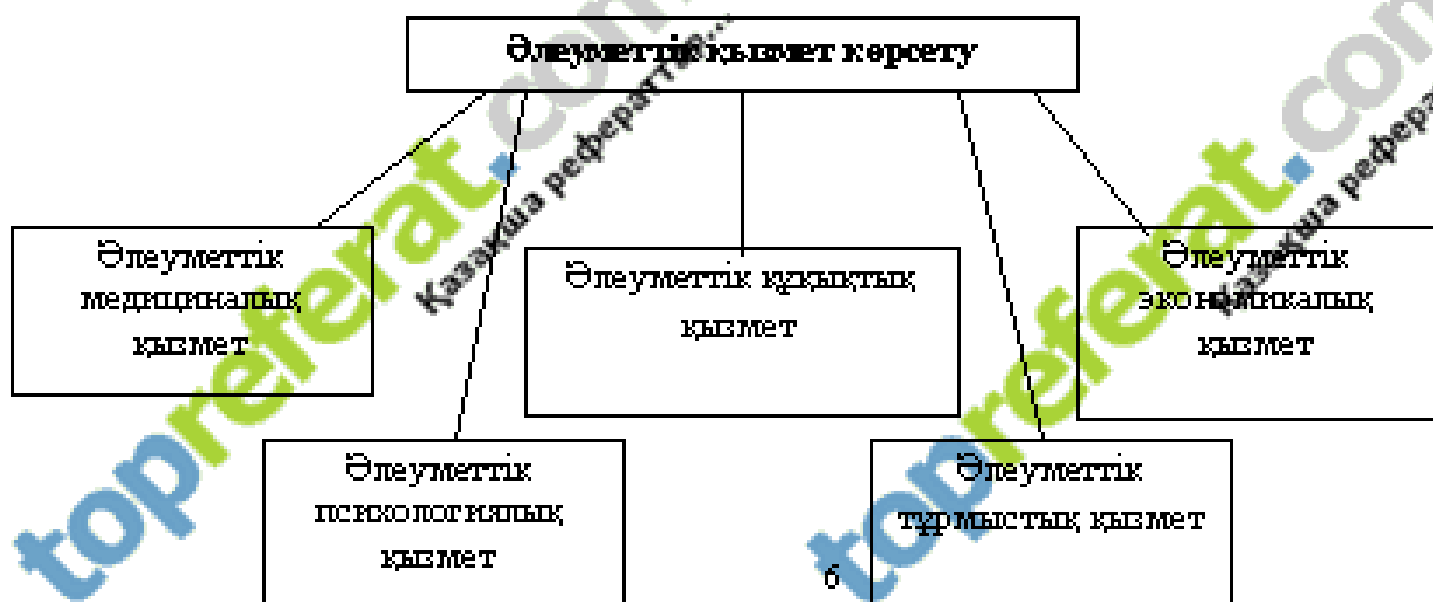 Әлеуметтік қызмет көрсету
Әлеуметтік
медициналық
қызмет
Әлеуметтік құқықтық
қызмет
Әлеуметтік
экономикалық
қызмет
Әлеуметтік
психологиялық
қызмет
Әлеуметтік
тұрмыстық қызмет
6
topreferat.com
Қазақша рефераттар...
topreferat.com
Қазақша рефера